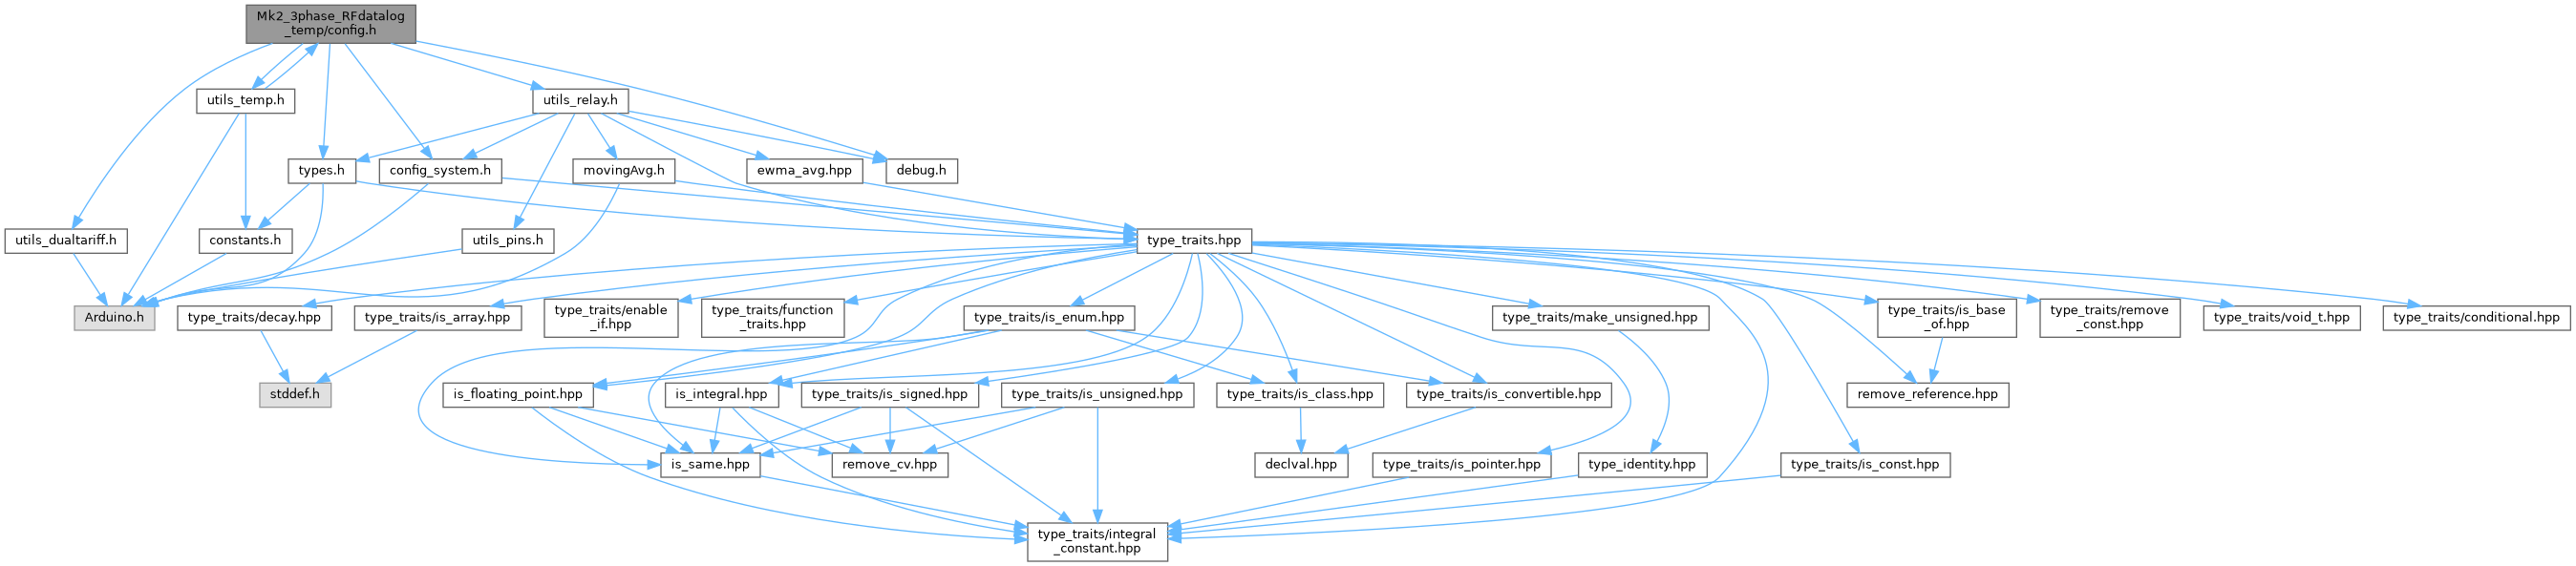 Mk2_3phase_RFdatalog
_temp/config.h
utils_temp.h
utils_relay.h
types.h
config_system.h
movingAvg.h
ewma_avg.hpp
debug.h
utils_dualtariff.h
constants.h
utils_pins.h
type_traits.hpp
Arduino.h
type_traits/decay.hpp
type_traits/is_array.hpp
type_traits/enable
_if.hpp
type_traits/function
_traits.hpp
type_traits/is_enum.hpp
type_traits/make_unsigned.hpp
type_traits/is_base
_of.hpp
type_traits/remove
_const.hpp
type_traits/void_t.hpp
type_traits/conditional.hpp
stddef.h
is_floating_point.hpp
is_integral.hpp
type_traits/is_signed.hpp
type_traits/is_unsigned.hpp
type_traits/is_class.hpp
type_traits/is_convertible.hpp
remove_reference.hpp
is_same.hpp
remove_cv.hpp
declval.hpp
type_traits/is_pointer.hpp
type_identity.hpp
type_traits/is_const.hpp
type_traits/integral
_constant.hpp